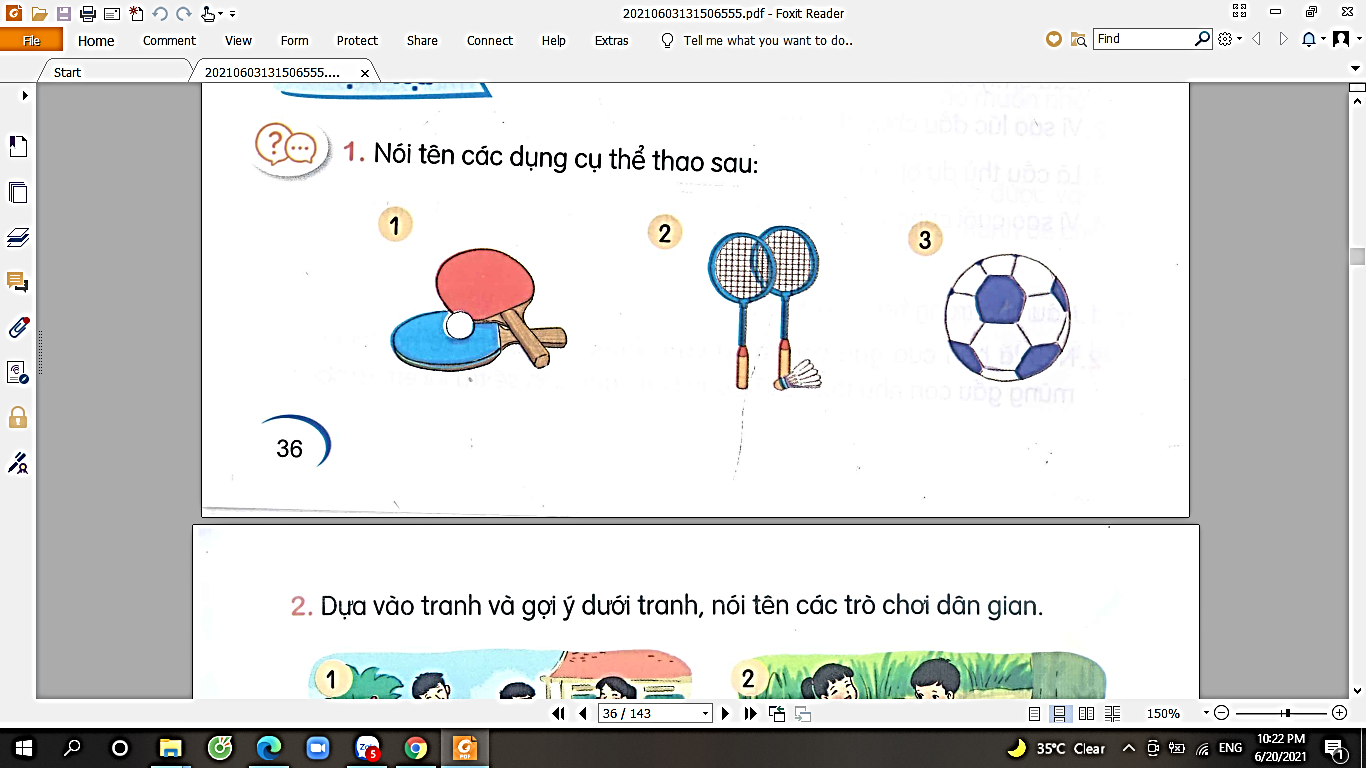 20210603131506555.pdf - Foxit Reader
File Home Comment View Form Protect Share Connect Help Extras Tell me what you want to do.. Find
Start 20210603131506555....
1. Nói tên các dụng cụ thể thao sau:
1 2 3
36
2. Dựa vào tranh và gợi ý dưới tranh, nói tên các trò chơi dân gian.
1 2
36 / 143 150%
5 35°C Clear ENG 10:22 PM
6/20/2021 1